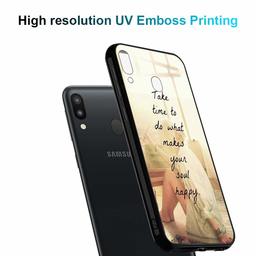 High resolution UV Emboss Printing
Take
time to
do what
makes
your
soul
happy.
SAMSUNG